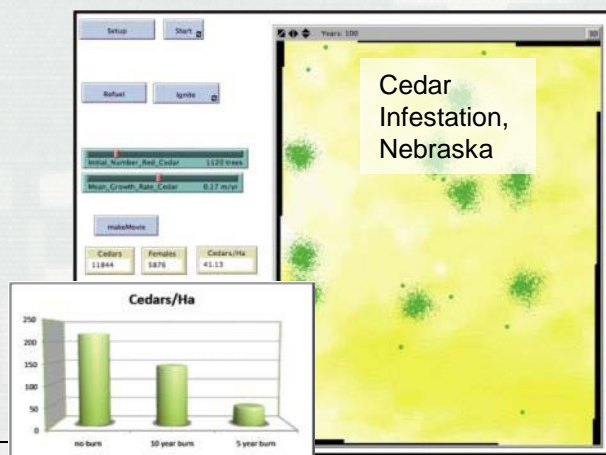 Setup
Start
Years: 100
3D
Cedar
Infestation,
Nebraska
Refuel
Ignite
Initial_Number_Red_Cedar 1120 trees
Mean_Growth_Rate_Cedar 0.17 m/yr
makeMovie
Cedars
11844
Females
5876
Cedars/Ha
41.13
Cedars/Ha
250
200
150
100
50
0
no burn
10 year burn
5 year burn